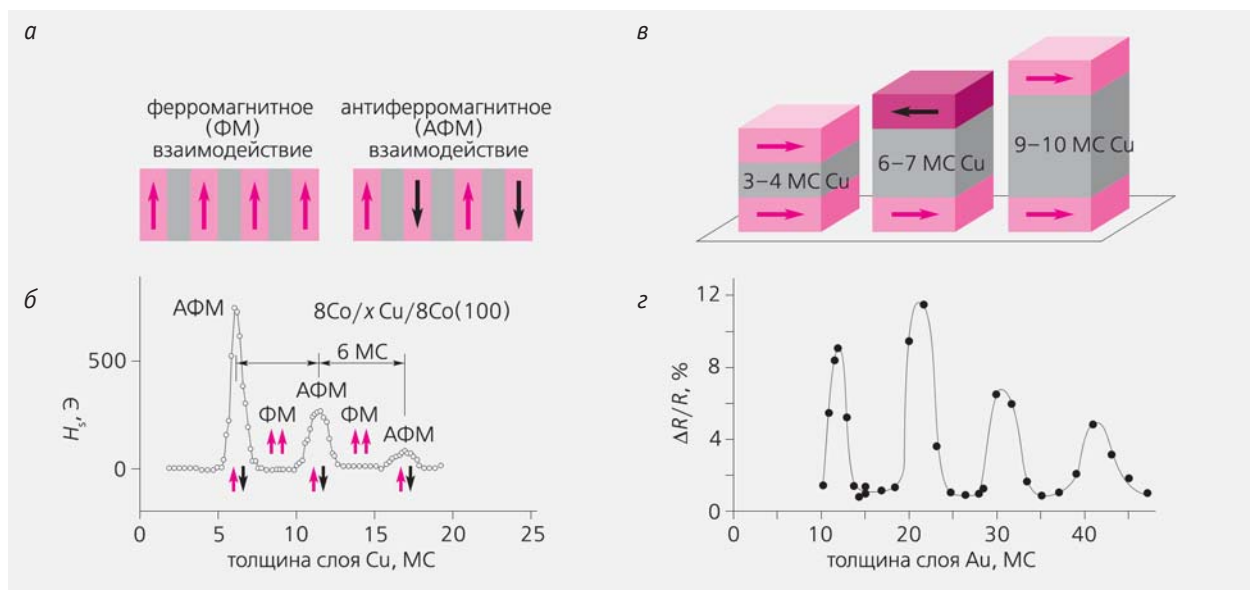 а
ферромагнитное
(ФМ)
взаимодействие
антиферромагнитное
(АФМ)
взаимодействие
в
3–4 МС Cu
6–7 МС Cu
9–10 МС Cu
б
АФМ
8Co/x Cu/8Co(100)
6 МС
500
АФМ
ФМ
ФМ
АФМ
0
Hs, Э
0 5 10 15 20 25
толщина слоя Cu, МС
г
12
8
4
0
ΔR/R, %
0 10 20 30 40
толщина слоя Au, МС